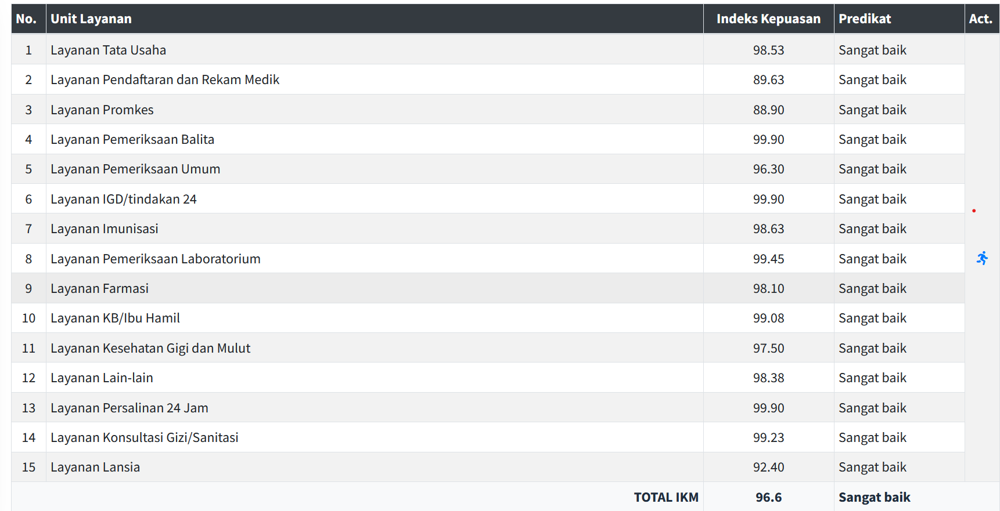 No. Unit Layanan Indeks Kepuasan Predikat Act.
1 Layanan Tata Usaha 98.53 Sangat baik
2 Layanan Pendaftaran dan Rekam Medik 89.63 Sangat baik
3 Layanan Promkes 88.90 Sangat baik
4 Layanan Pemeriksaan Balita 99.90 Sangat baik
5 Layanan Pemeriksaan Umum 96.30 Sangat baik
6 Layanan IGD/tindakan 24 99.90 Sangat baik
7 Layanan Imunisasi 98.63 Sangat baik
8 Layanan Pemeriksaan Laboratorium 99.45 Sangat baik
9 Layanan Farmasi 98.10 Sangat baik
10 Layanan KB/Ibu Hamil 99.08 Sangat baik
11 Layanan Kesehatan Gigi dan Mulut 97.50 Sangat baik
12 Layanan Lain-lain 98.38 Sangat baik
13 Layanan Persalinan 24 Jam 99.90 Sangat baik
14 Layanan Konsultasi Gizi/Sanitasi 99.23 Sangat baik
15 Layanan Lansia 92.40 Sangat baik
TOTAL IKM 96.6 Sangat baik